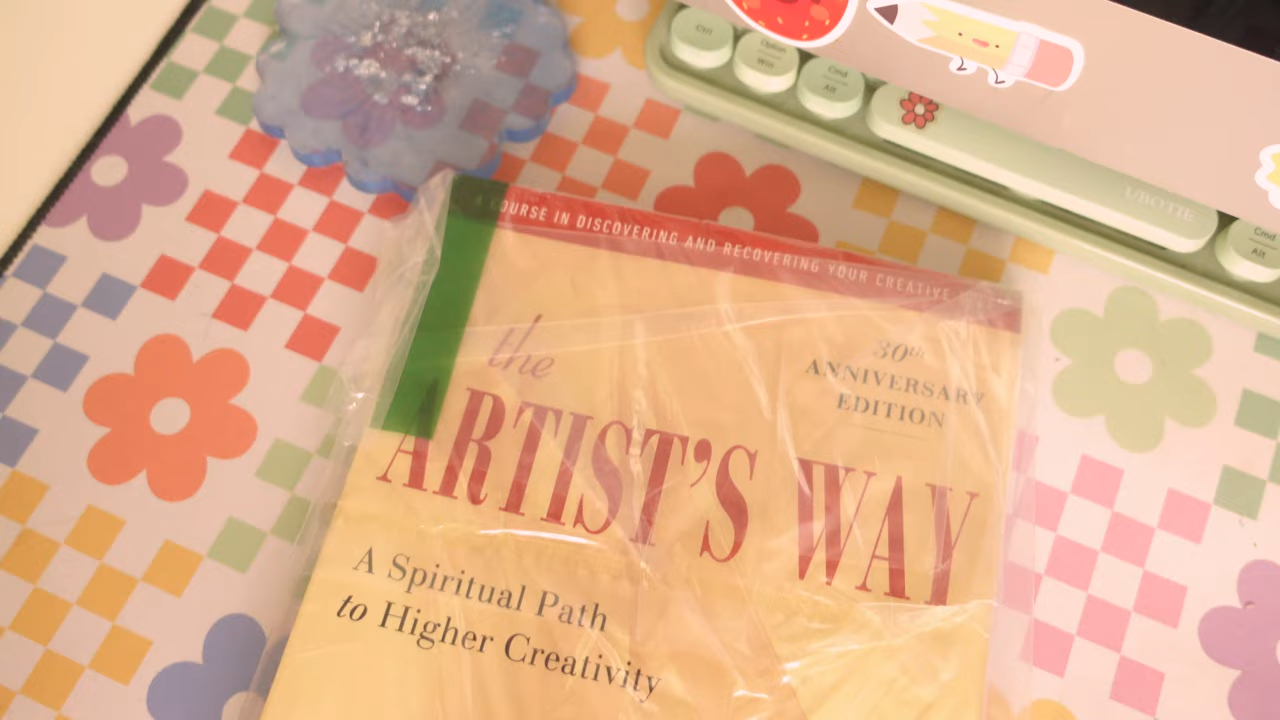 Ctrl
Option
Win
Cmd
Alt
UBOTIE
Cmd
Alt
A COURSE IN DISCOVERING AND RECOVERING YOUR CREATIVE
the
ARTIST'S WAY
30th
ANNIVERSARY
EDITION
A Spiritual Path
to Higher Creativity